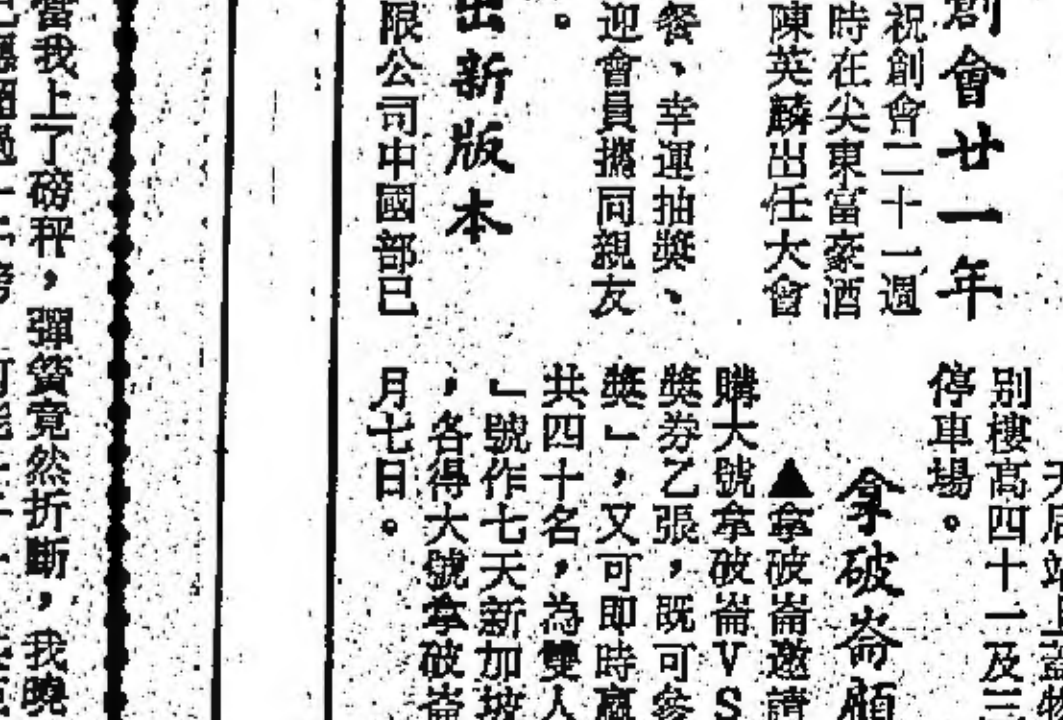 創會廿一年
祝創會二十一週
時在尖東富豪酒
陳英麟出任大會
餐、幸運抽獎、
迎會員攜同親友
。
出新版本
限公司中國部已
別樓高四十一及三
停車場。
拿破崙
▲拿破崙邀請
購大號拿破崙VS
獎券乙張,既可參
獎」,又可即時贏
共四十名,為雙人
」號作七天新加坡
,各得大號拿破崙
月七日。
當我上了磅秤,彈簧竟然折斷,我曉